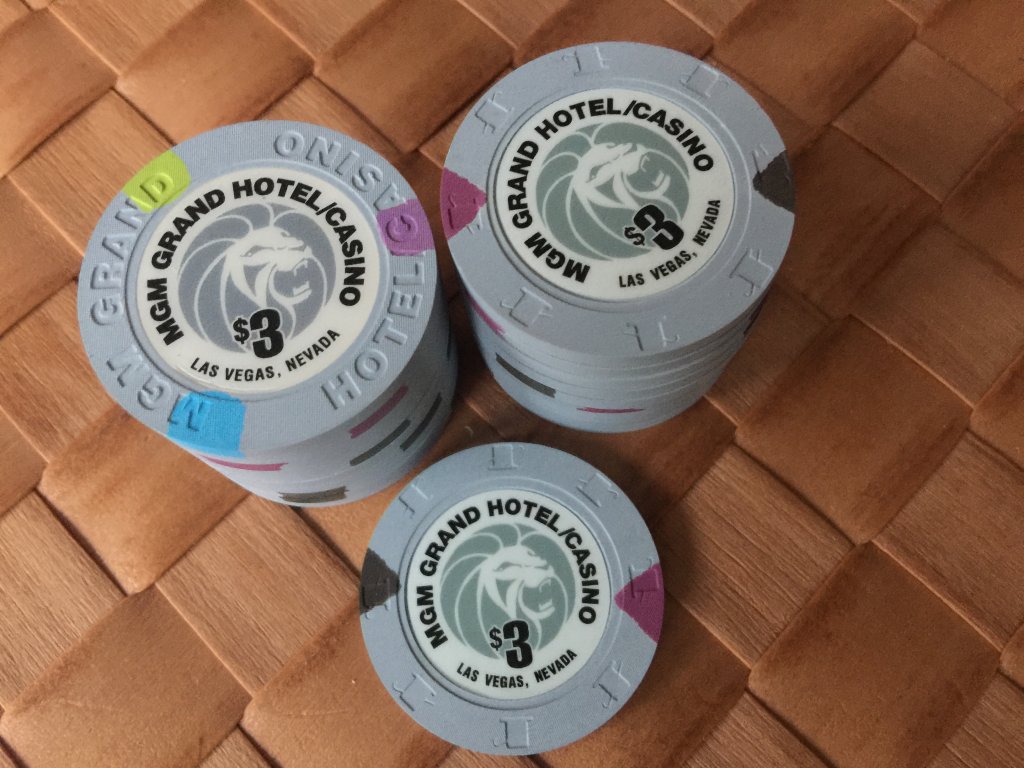 MGM GRAND HOTEL CASINO
MGM GRAND HOTEL/CASINO
$3
LAS VEGAS, NEVADA
MGM GRAND HOTEL/CASINO
$3
LAS VEGAS, NEVADA
MGM GRAND HOTEL/CASINO
$3
LAS VEGAS, NEVADA